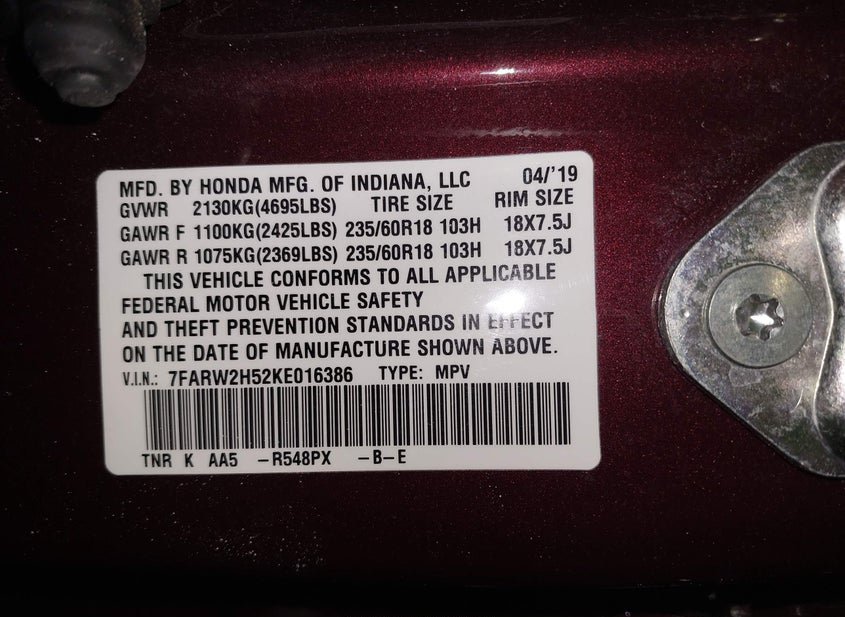 MFD. BY HONDA MFG. OF INDIANA, LLC 04/'19
GVWR 2130KG(4695LBS) TIRE SIZE RIM SIZE
GAWR F 1100KG(2425LBS) 235/60R18 103H 18X7.5J
GAWR R 1075KG(2369LBS) 235/60R18 103H 18X7.5J
THIS VEHICLE CONFORMS TO ALL APPLICABLE
FEDERAL MOTOR VEHICLE SAFETY
AND THEFT PREVENTION STANDARDS IN EFFECT
ON THE DATE OF MANUFACTURE SHOWN ABOVE.
V.I.N.: 7FARW2H52KE016386 TYPE: MPV
TNR K AA5 -R548PX -B-E